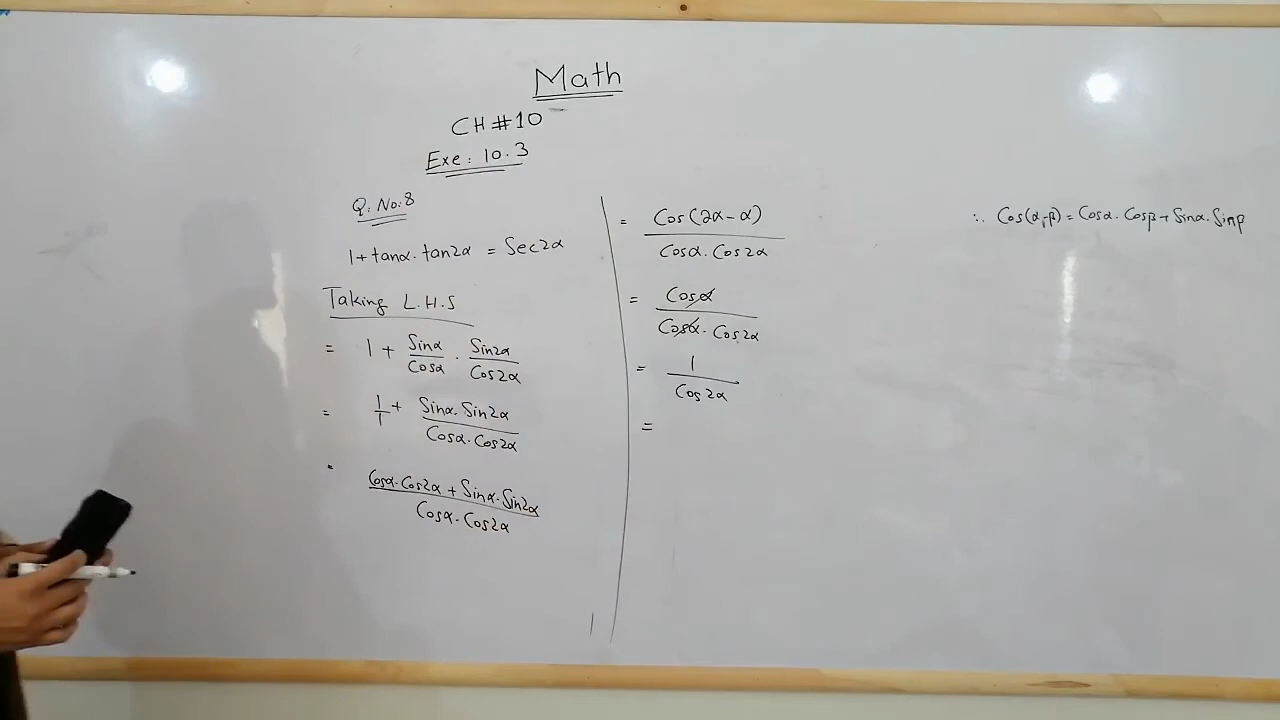 Math
CH#10
Exe: 10.3
Q. No.8
1+tanα.tan2α = Sec2α
Taking L.H.S
= 1 + Sinα/Cosα . Sin2α/Cos2α
= 1/1 + Sinα.Sin2α/Cosα.Cos2α
= Cosα.Cos2α + Sinα.Sin2α/Cosα.Cos2α
= Cos(2α-α)/Cosα.Cos2α
= Cosα/Cosα.Cos2α
= 1/Cos2α
=
∵ Cos(α-β)=Cosα.Cosβ+Sinα.Sinβ